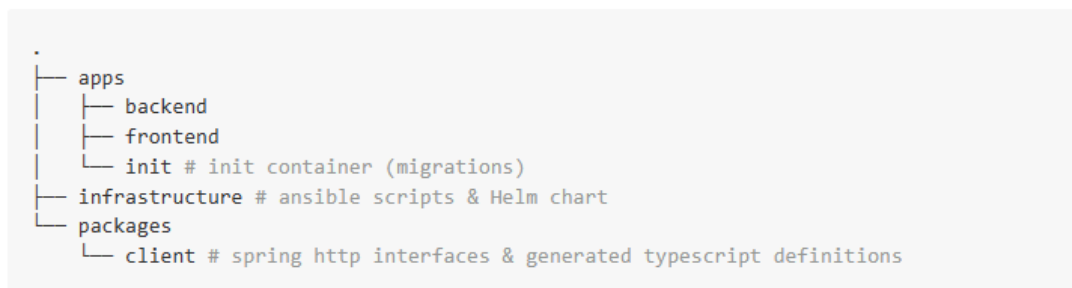 .
├── apps
│   ├── backend
│   ├── frontend
│   └── init # init container (migrations)
├── infrastructure # ansible scripts & Helm chart
└── packages
    └── client # spring http interfaces & generated typescript definitions